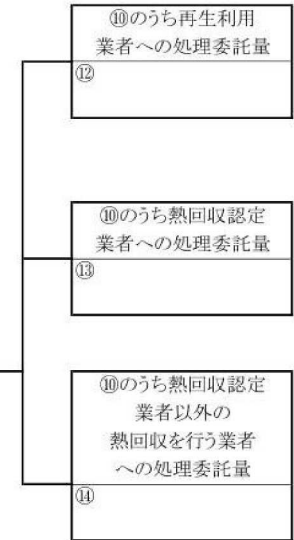 ⑩のうち再生利用
業者への処理委託量
⑫
⑩のうち熱回収認定
業者への処理委託量
⑬
⑩のうち熱回収認定
業者以外の
熱回収を行う業者
への処理委託量
⑭